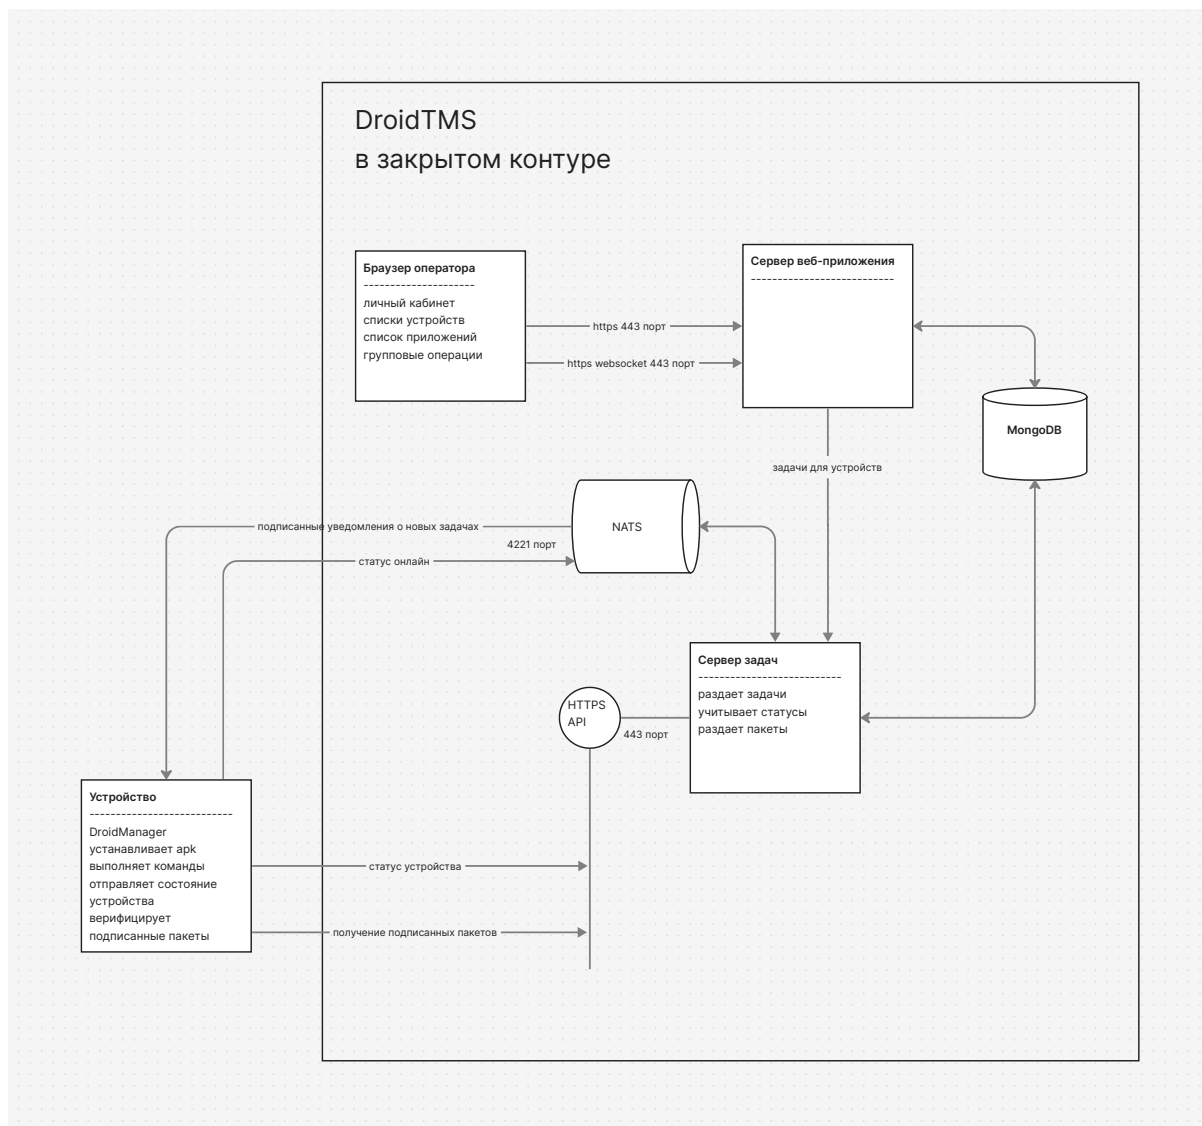 DroidTMS
в закрытом контуре
Браузер оператора
---------------------
личный кабинет
списки устройств
список приложений
групповые операции
https 443 порт
https websocket 443 порт
Сервер веб-приложения
---------------------------
MongoDB
задачи для устройств
NATS
подписанные уведомления о новых задачах
4221 порт
статус онлайн
Сервер задач
---------------------------
раздает задачи
учитывает статусы
раздает пакеты
HTTPS
API
443 порт
Устройство
---------------------------
DroidManager
устанавливает apk
выполняет команды
отправляет состояние
устройства
верифицирует
подписанные пакеты
статус устройства
получение подписанных пакетов